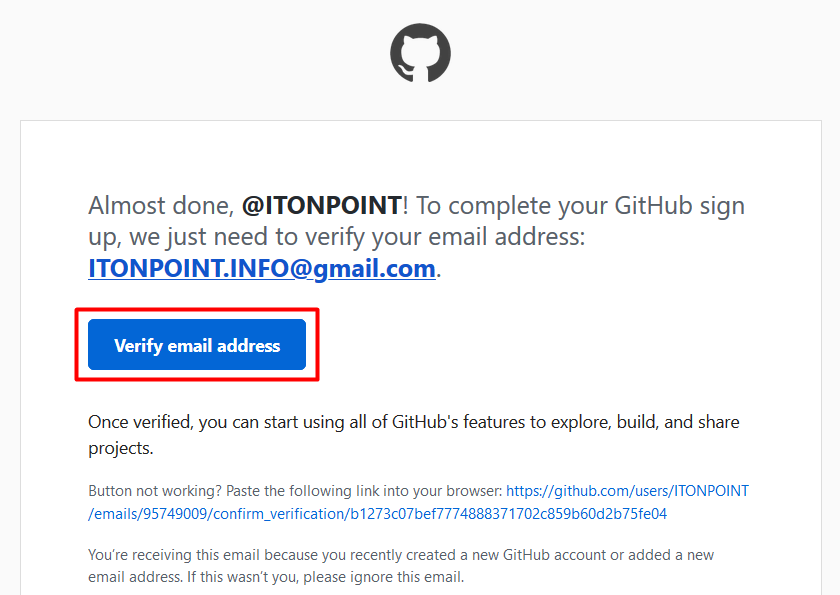 Almost done, @ITONPOINT! To complete your GitHub sign
up, we just need to verify your email address:
ITONPOINT.INFO@gmail.com.
Verify email address
Once verified, you can start using all of GitHub's features to explore, build, and share
projects.
Button not working? Paste the following link into your browser: https://github.com/users/ITONPOINT
/emails/95749009/confirm_verification/b1273c07bef7774888371702c859b60d2b75fe04
You’re receiving this email because you recently created a new GitHub account or added a new
email address. If this wasn’t you, please ignore this email.